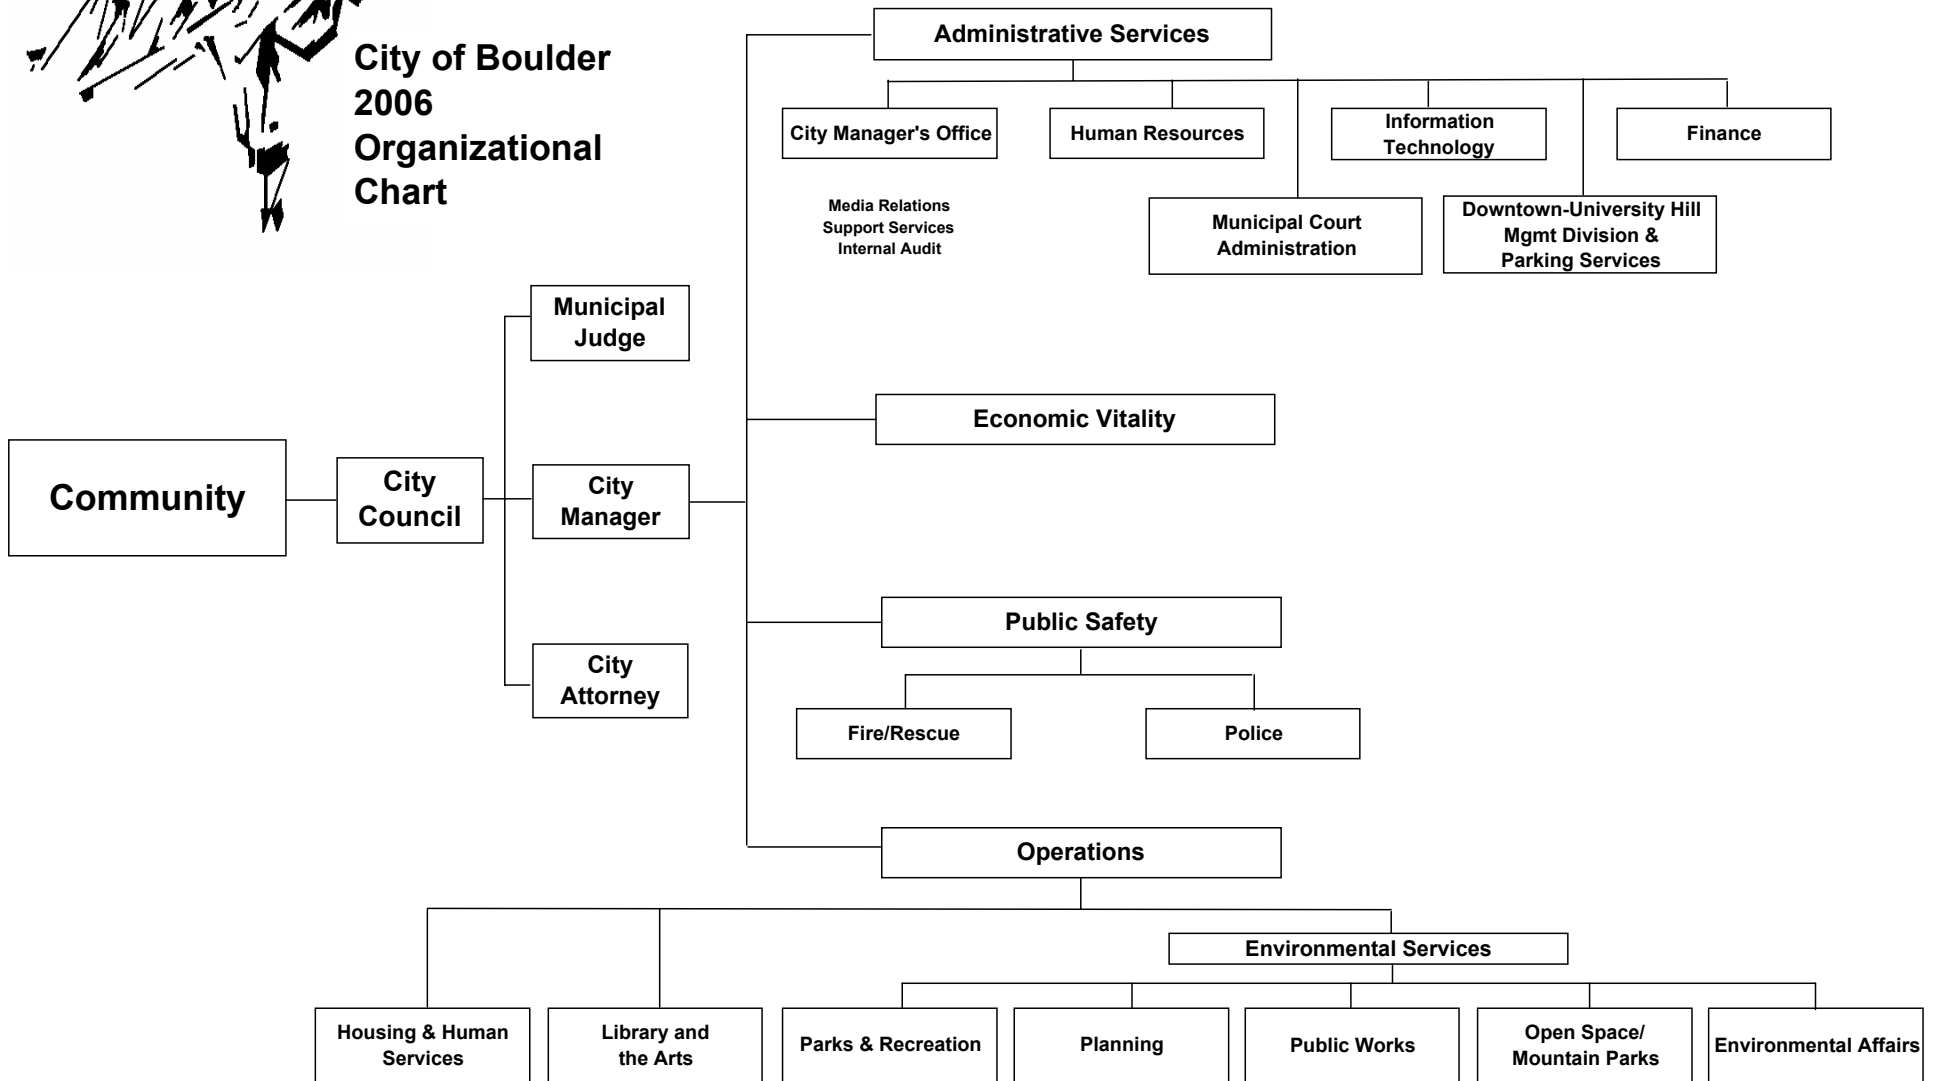 City of Boulder
2006
Organizational
Chart
Administrative Services
City Manager's Office
Human Resources
Information
Technology
Finance
Media Relations
Support Services
Internal Audit
Municipal Court
Administration
Downtown-University Hill
Mgmt Division &
Parking Services
Municipal
Judge
Economic Vitality
Community
City
Council
City
Manager
Public Safety
City
Attorney
Fire/Rescue
Police
Operations
Environmental Services
Housing & Human
Services
Library and
the Arts
Parks & Recreation
Planning
Public Works
Open Space/
Mountain Parks
Environmental Affairs